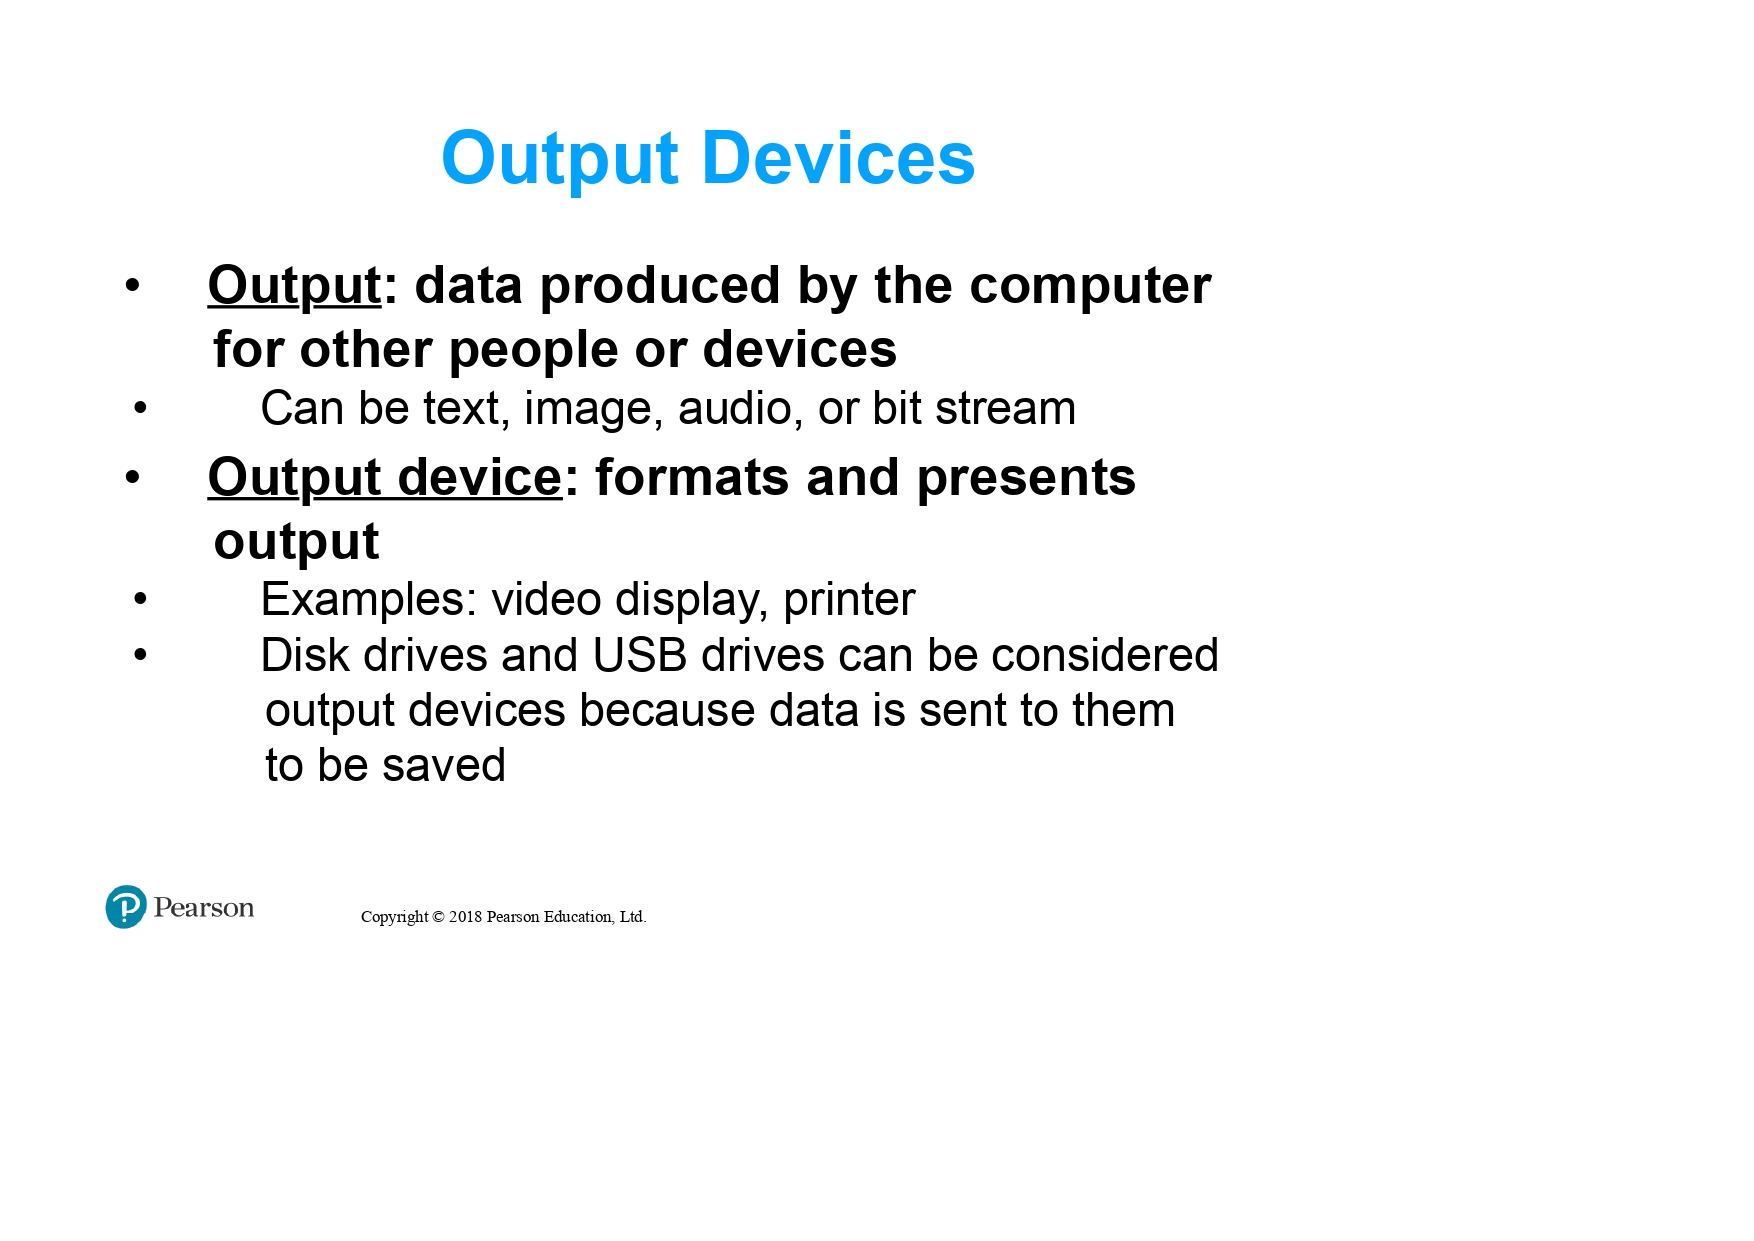 Output Devices
• Output: data produced by the computer
for other people or devices
• Can be text, image, audio, or bit stream
• Output device: formats and presents
output
• Examples: video display, printer
• Disk drives and USB drives can be considered
output devices because data is sent to them
to be saved
Pearson
Copyright © 2018 Pearson Education, Ltd.